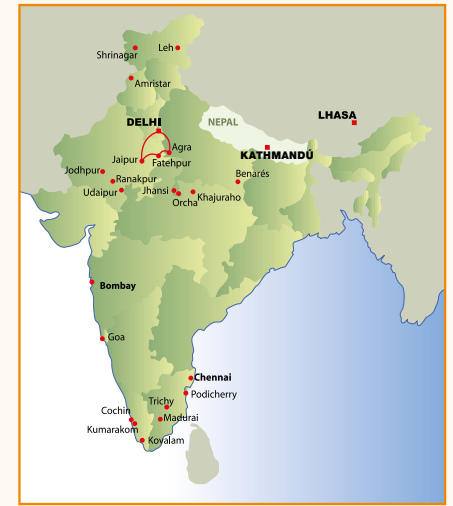 Leh
Shrinagar
Amristar
LHASA
DELHI
NEPAL
Agra
KATHMANDÚ
Jaipur
Fatehpur
Jodhpur
Ranakpur
Benarés
Udaipur
Jhansi
Khajuraho
Orcha
Bombay
Goa
Chennai
Podicherry
Trichy
Cochin
Madurai
Kumarakom
Kovalam